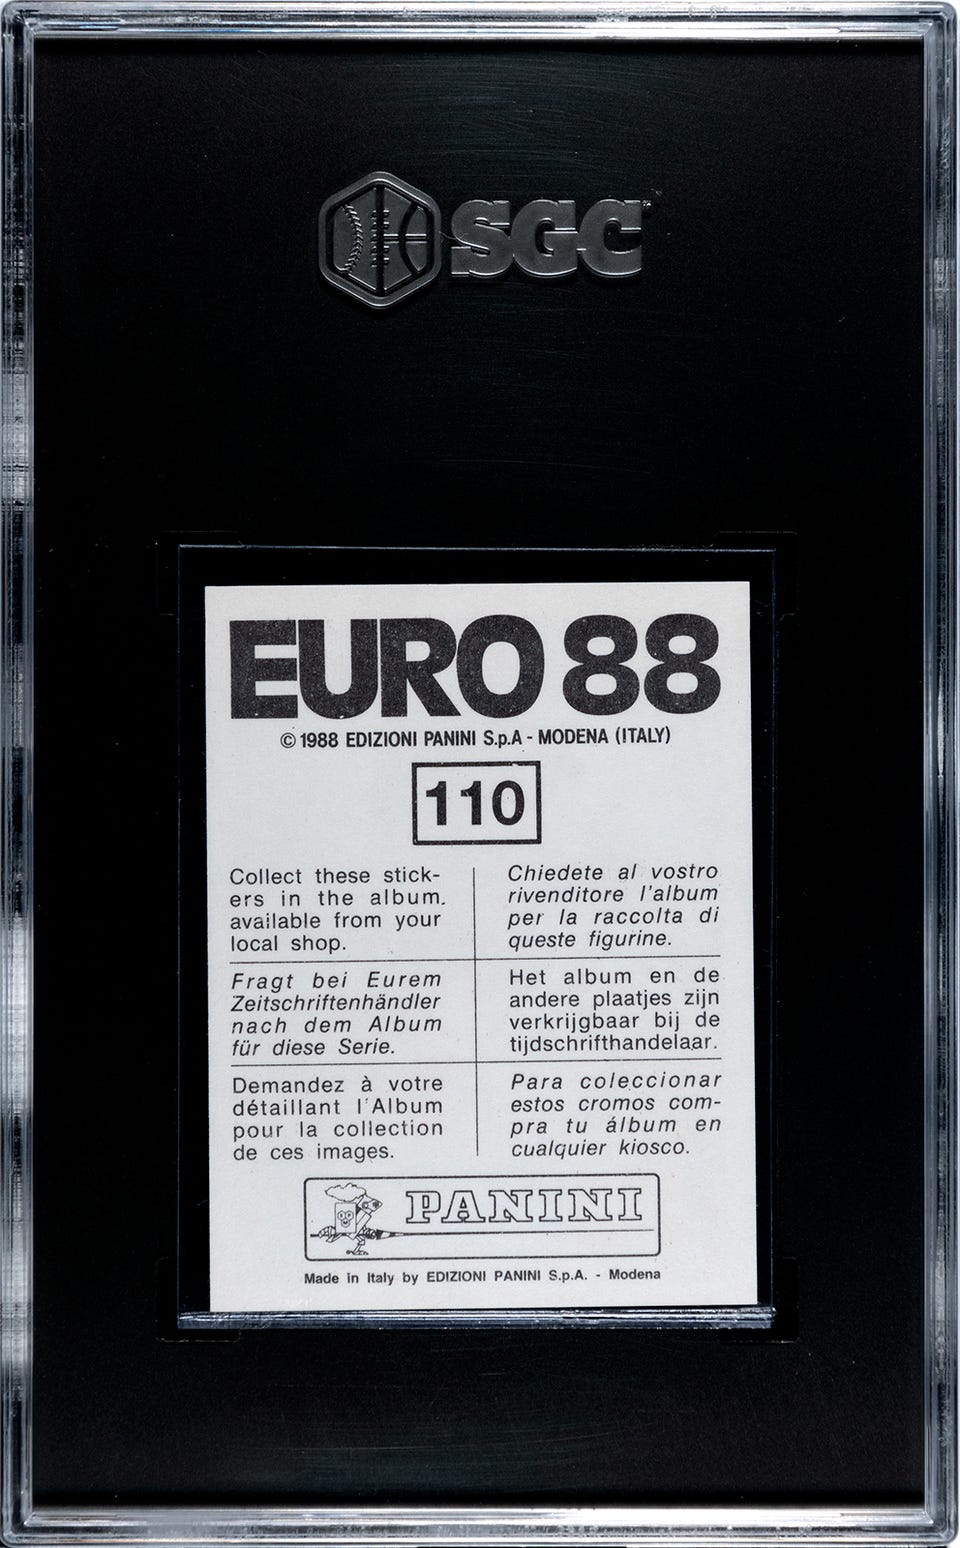 SGC
EURO 88
© 1988 EDIZIONI PANINI S.p.A - MODENA (ITALY)
110
Collect these stick-
ers in the album.
available from your
local shop.
Chiedete al vostro
rivenditore l'album
per la raccolta di
queste figurine.
Fragt bei Eurem
Zeitschriftenhändler
nach dem Album
für diese Serie.
Het album en de
andere plaatjes zijn
verkrijgbaar bij de
tijdschrifthandelaar.
Demandez à votre
détaillant l'Album
pour la collection
de ces images.
Para coleccionar
estos cromos com-
pra tu álbum en
cualquier kiosco.
PANINI
Made in Italy by EDIZIONI PANINI S.p.A. - Modena